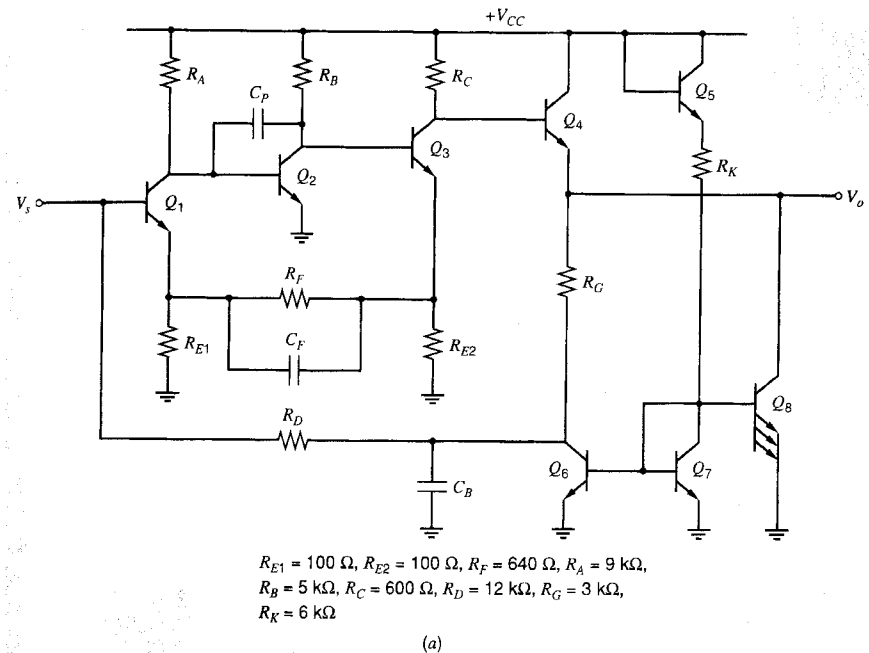 +V_CC
R_A
R_B
R_C
C_P
Q_5
Q_4
Q_3
Q_2
Q_1
R_K
V_s
V_o
R_F
R_G
R_E1
C_F
R_E2
Q_8
R_D
Q_6
Q_7
C_B
R_E1 = 100 Ω, R_E2 = 100 Ω, R_F = 640 Ω, R_A = 9 kΩ,
R_B = 5 kΩ, R_C = 600 Ω, R_D = 12 kΩ, R_G = 3 kΩ,
R_K = 6 kΩ
(a)